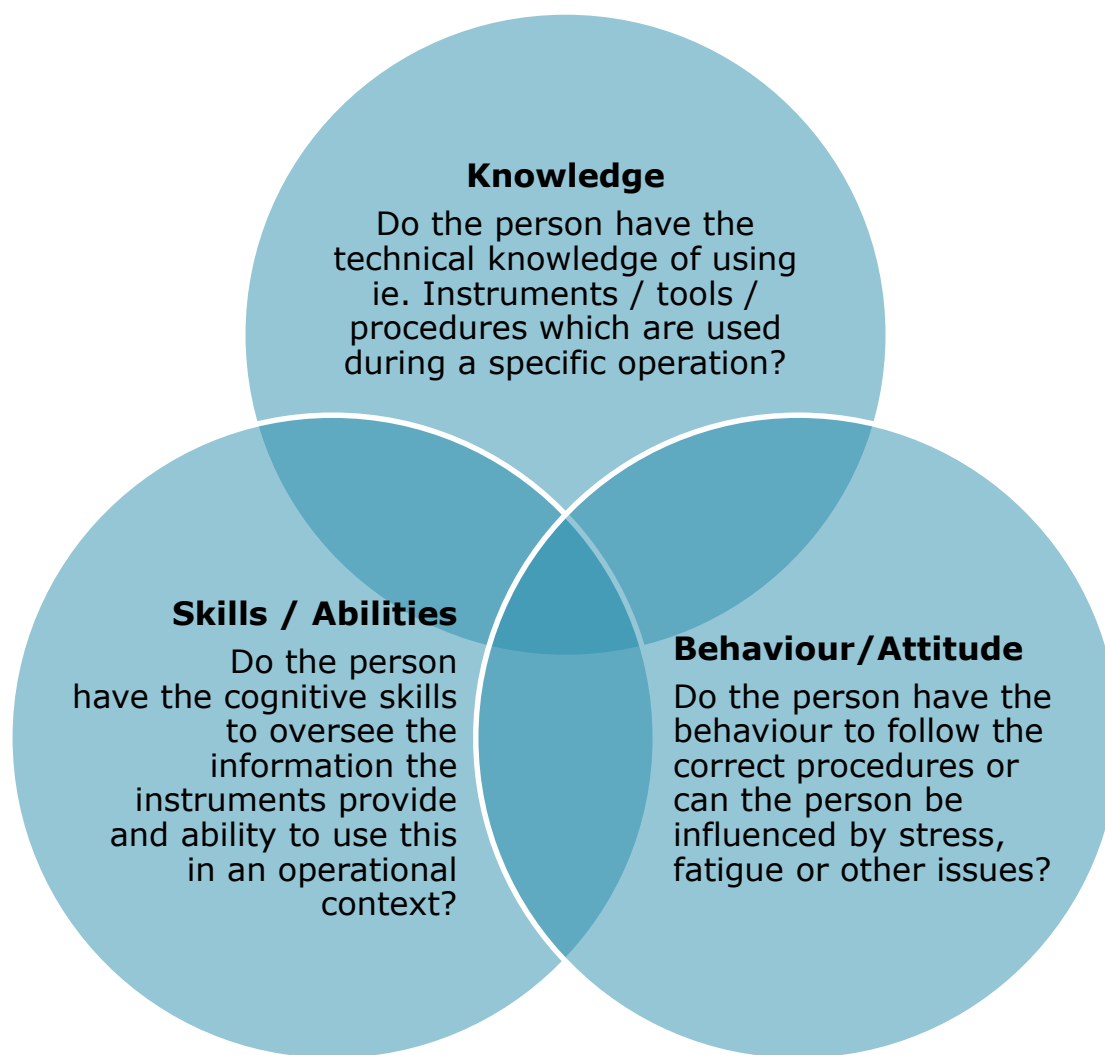 Knowledge
Do the person have the
technical knowledge of using
ie. Instruments / tools /
procedures which are used
during a specific operation?
Skills / Abilities
Do the person
have the cognitive skills
to oversee the
information the
instruments provide
and ability to use this
in an operational
context?
Behaviour/Attitude
Do the person have the
behaviour to follow the
correct procedures or
can the person be
influenced by stress,
fatigue or other issues?